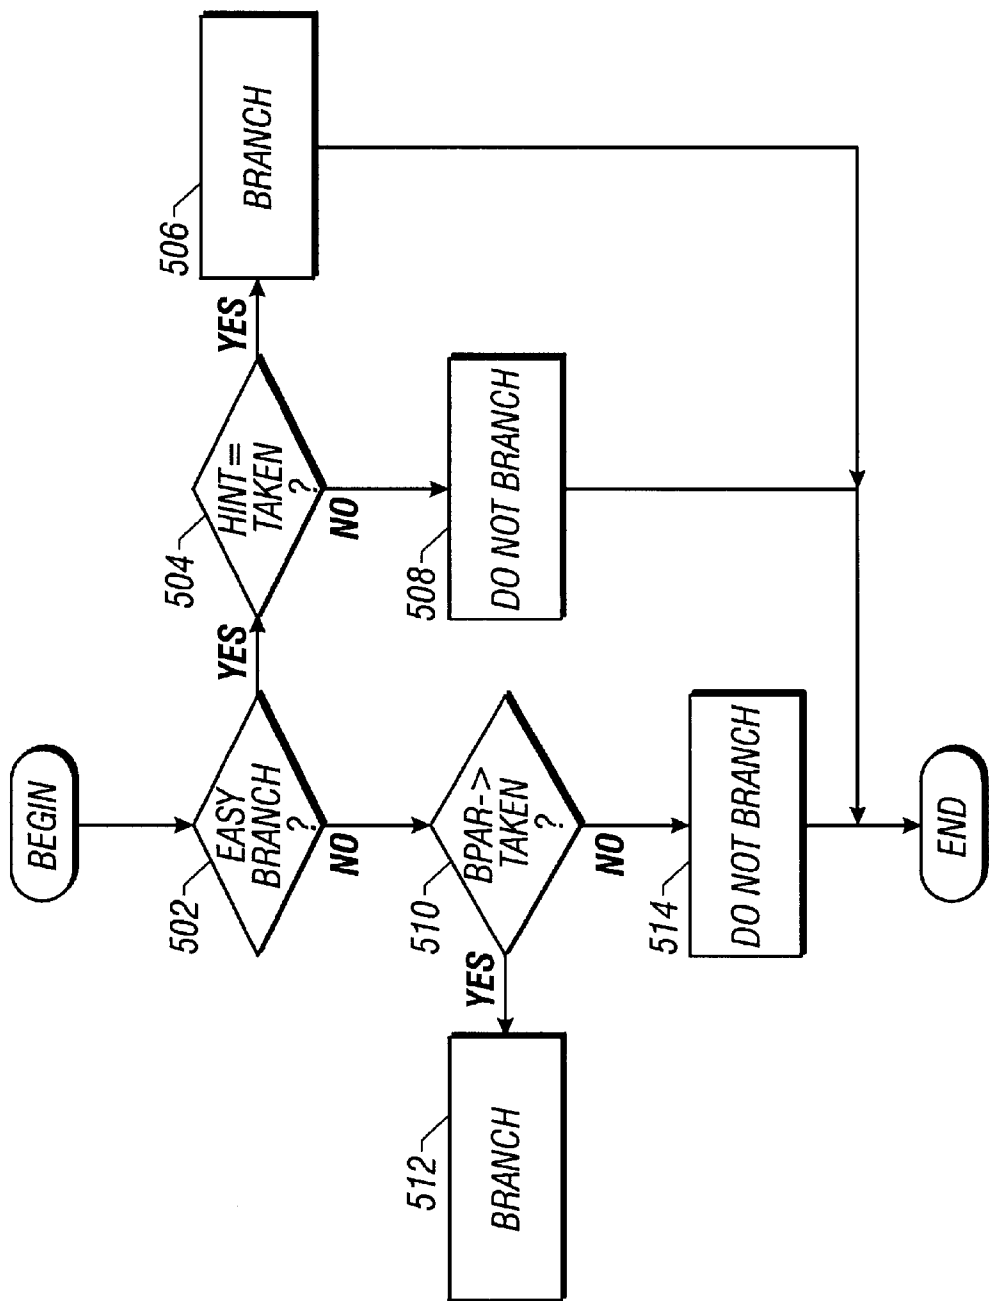 BEGIN
502
EASY
BRANCH
?
YES
504
HINT=
TAKEN
?
YES
506
BRANCH
NO
508
DO NOT BRANCH
NO
510
BPAR->
TAKEN
?
YES
512
BRANCH
NO
514
DO NOT BRANCH
END